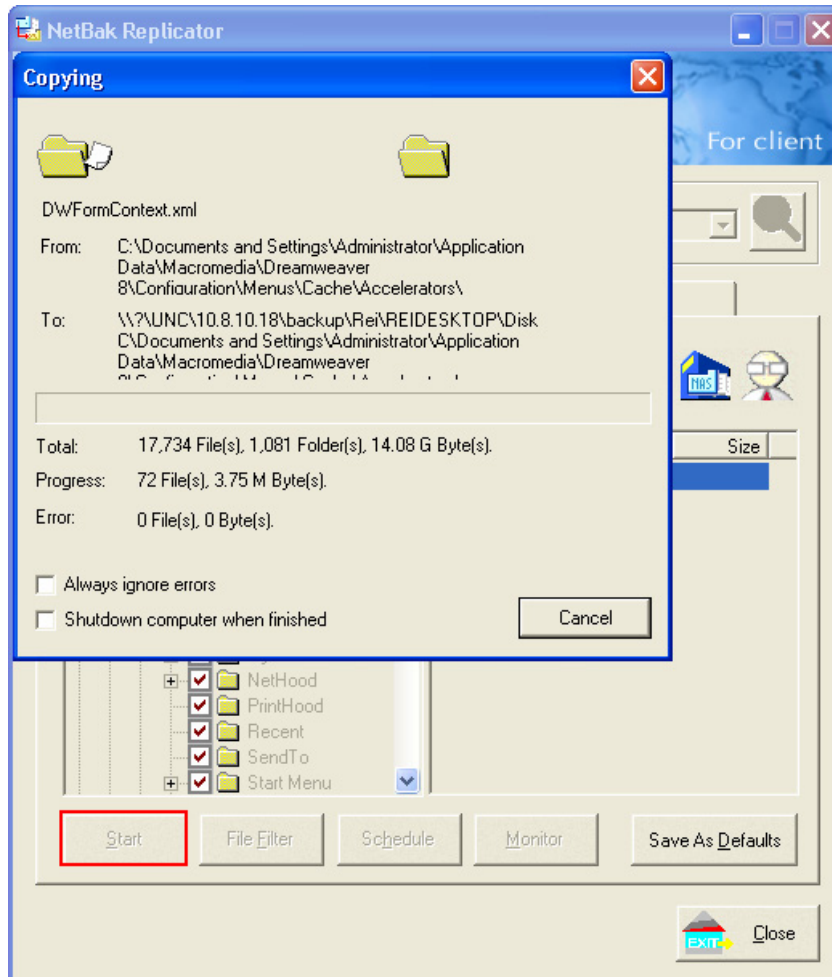 NetBak Replicator
Copying
For client
DWFormContext.xml
From: C:\Documents and Settings\Administrator\Application
Data\Macromedia\Dreamweaver
8\Configuration\Menus\Cache\Accelerators\
To: \\?\UNC\10.8.10.18\backup\Rei\REIDESKTOP\Disk
C\Documents and Settings\Administrator\Application
Data\Macromedia\Dreamweaver
NAS
Total: 17,734 File(s), 1,081 Folder(s), 14.08 G Byte(s).
Size
Progress: 72 File(s), 3.75 M Byte(s).
Error: 0 File(s), 0 Byte(s).
Always ignore errors
Shutdown computer when finished
Cancel
NetHood
PrintHood
Recent
SendTo
Start Menu
Start
File Filter
Schedule
Monitor
Save As Defaults
EXIT
Close